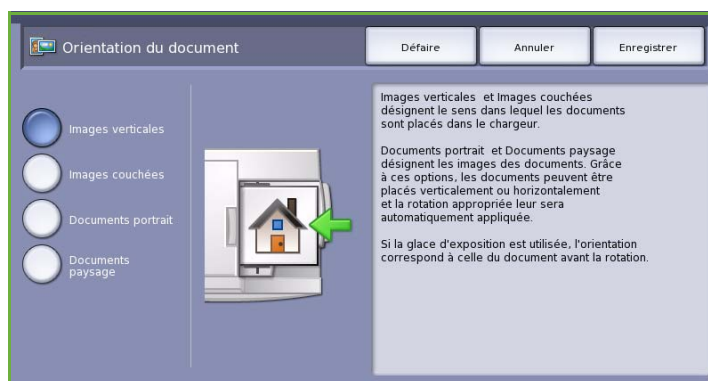 Orientation du document
Défaire
Annuler
Enregistrer
Images verticales
Images couchées
Documents portrait
Documents
paysage
Images verticales et Images couchées
désignent le sens dans lequel les documents
sont placés dans le chargeur.
Documents portrait et Documents paysage
désignent les images des documents. Grâce
à ces options, les documents peuvent être
placés verticalement ou horizontalement
et la rotation appropriée leur sera
automatiquement appliquée.
Si la glace d'exposition est utilisée, l'orientation
correspond à celle du document avant la rotation.